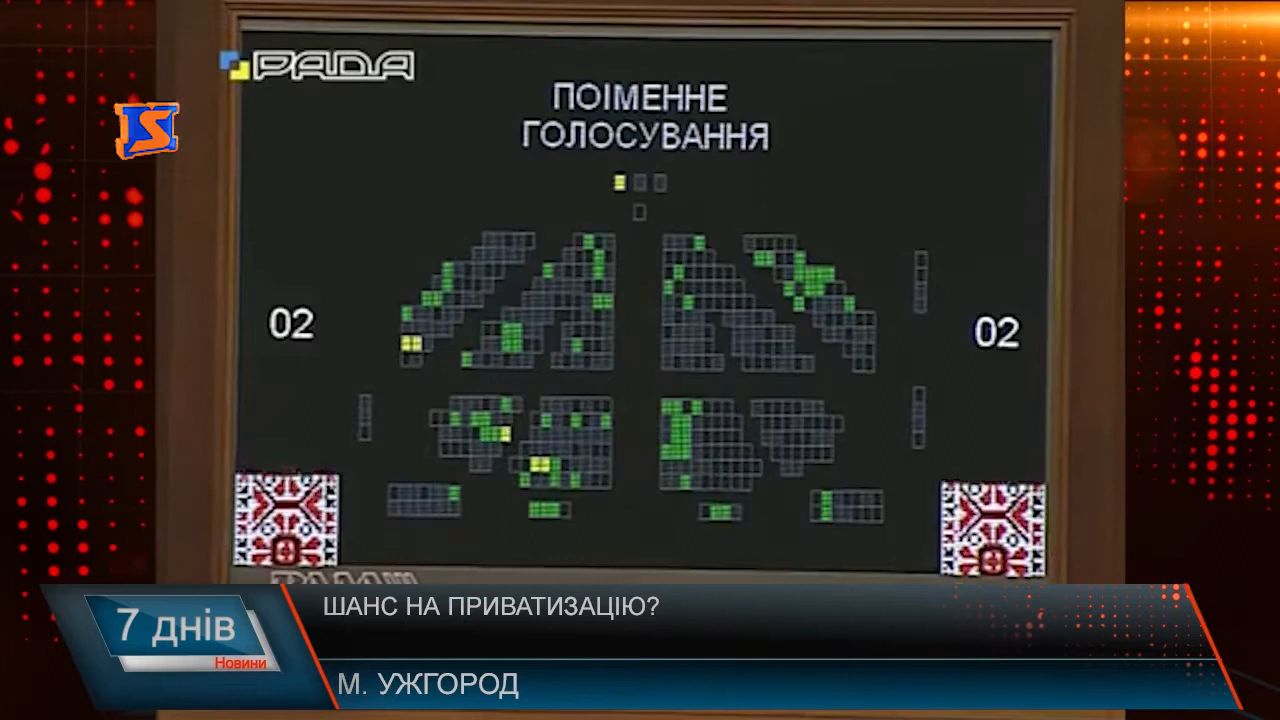 РАДА
ПОІМЕННЕ
ГОЛОСУВАННЯ
02
02
ШАНС НА ПРИВАТИЗАЦІЮ?
7 днів
Новини
М. УЖГОРОД